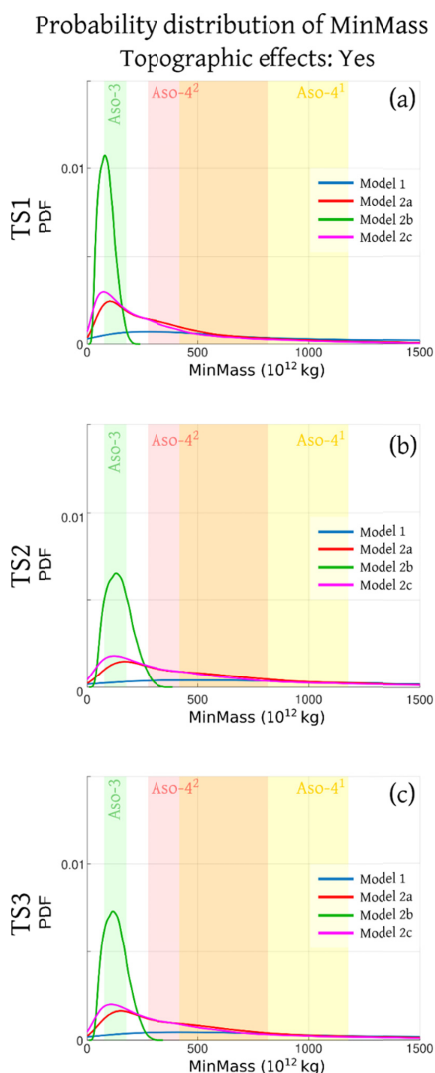 Probability distribution of MinMass
Topographic effects: Yes
TS1
PDF
Aso-3
Aso-4²
Aso-4¹
(a)
0.01
0
Model 1
Model 2a
Model 2b
Model 2c
0
500
1000
1500
MinMass (10¹² kg)
TS2
PDF
Aso-3
Aso-4²
Aso-4¹
(b)
0.01
0
Model 1
Model 2a
Model 2b
Model 2c
0
500
1000
1500
MinMass (10¹² kg)
TS3
PDF
Aso-3
Aso-4²
Aso-4¹
(c)
0.01
0
Model 1
Model 2a
Model 2b
Model 2c
0
500
1000
1500
MinMass (10¹² kg)